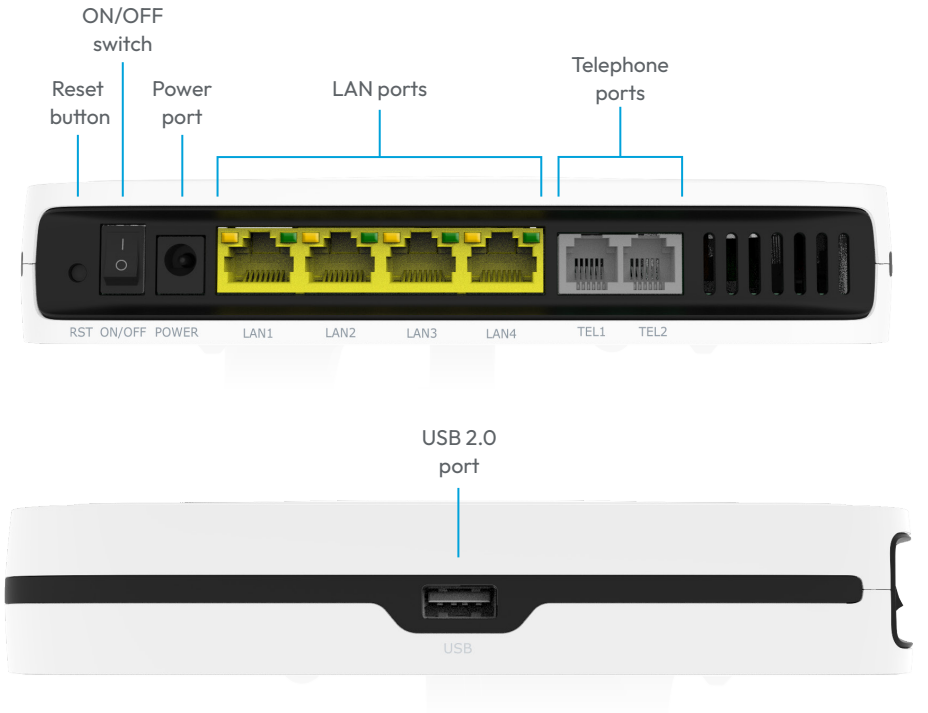 ON/OFF
switch
Reset
button
Power
port
LAN ports
Telephone
ports
I
O
RST ON/OFF POWER LAN1 LAN2 LAN3 LAN4 TEL1 TEL2
USB 2.0
port
USB